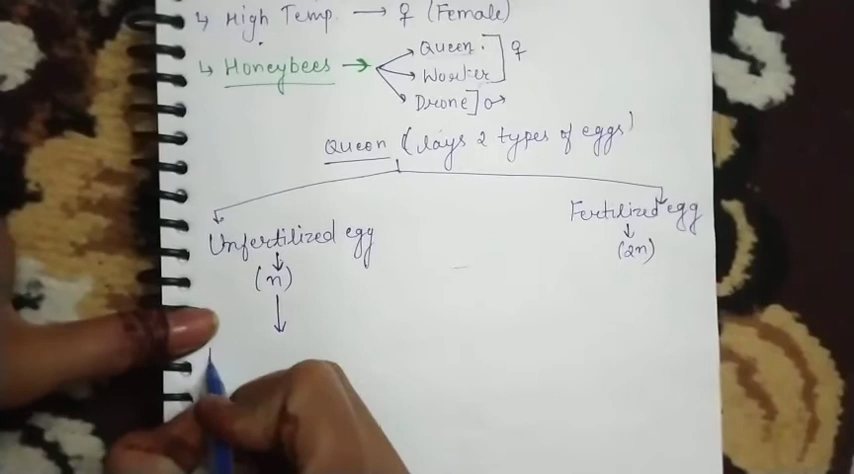 ↳ High Temp. → ♀ (Female)
↳ Honeybees → Queen. ] ♀
Worker
Drone ] ♂
Queen (lays 2 types of eggs)
Unfertilized egg
Fertilized egg
(n)
(2n)